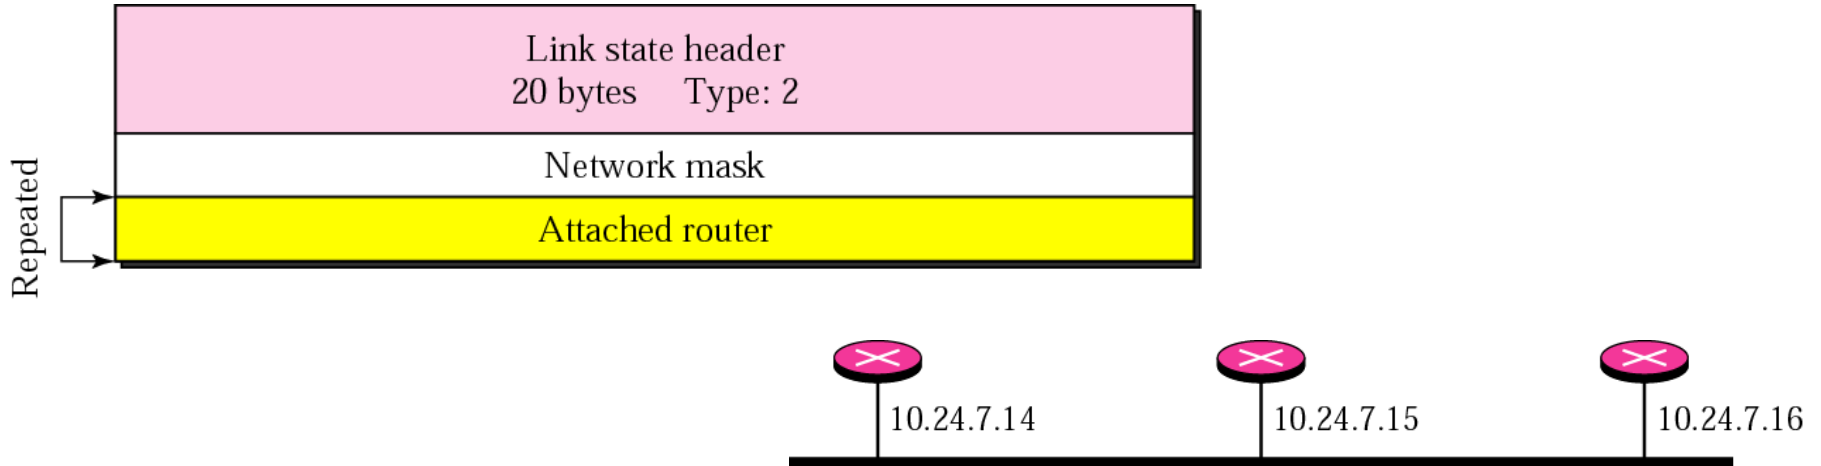 Link state header
20 bytes Type: 2
Network mask
Attached router
Repeated
10.24.7.14 10.24.7.15 10.24.7.16